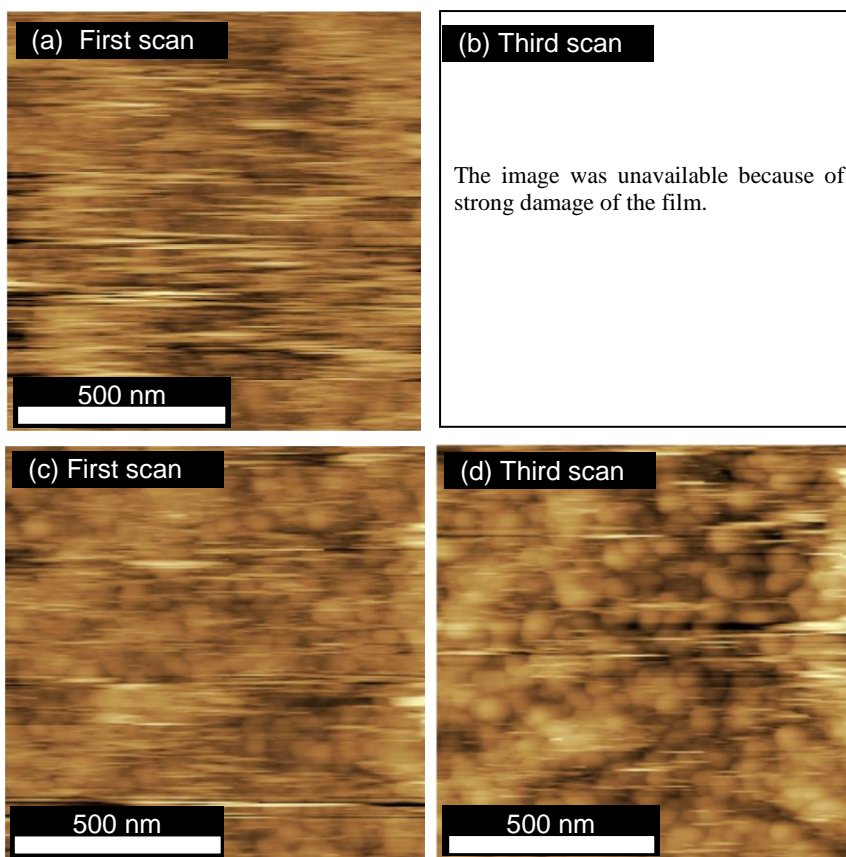 (a) First scan
(b) Third scan
The image was unavailable because of
strong damage of the film.
500 nm
(c) First scan
(d) Third scan
500 nm
500 nm